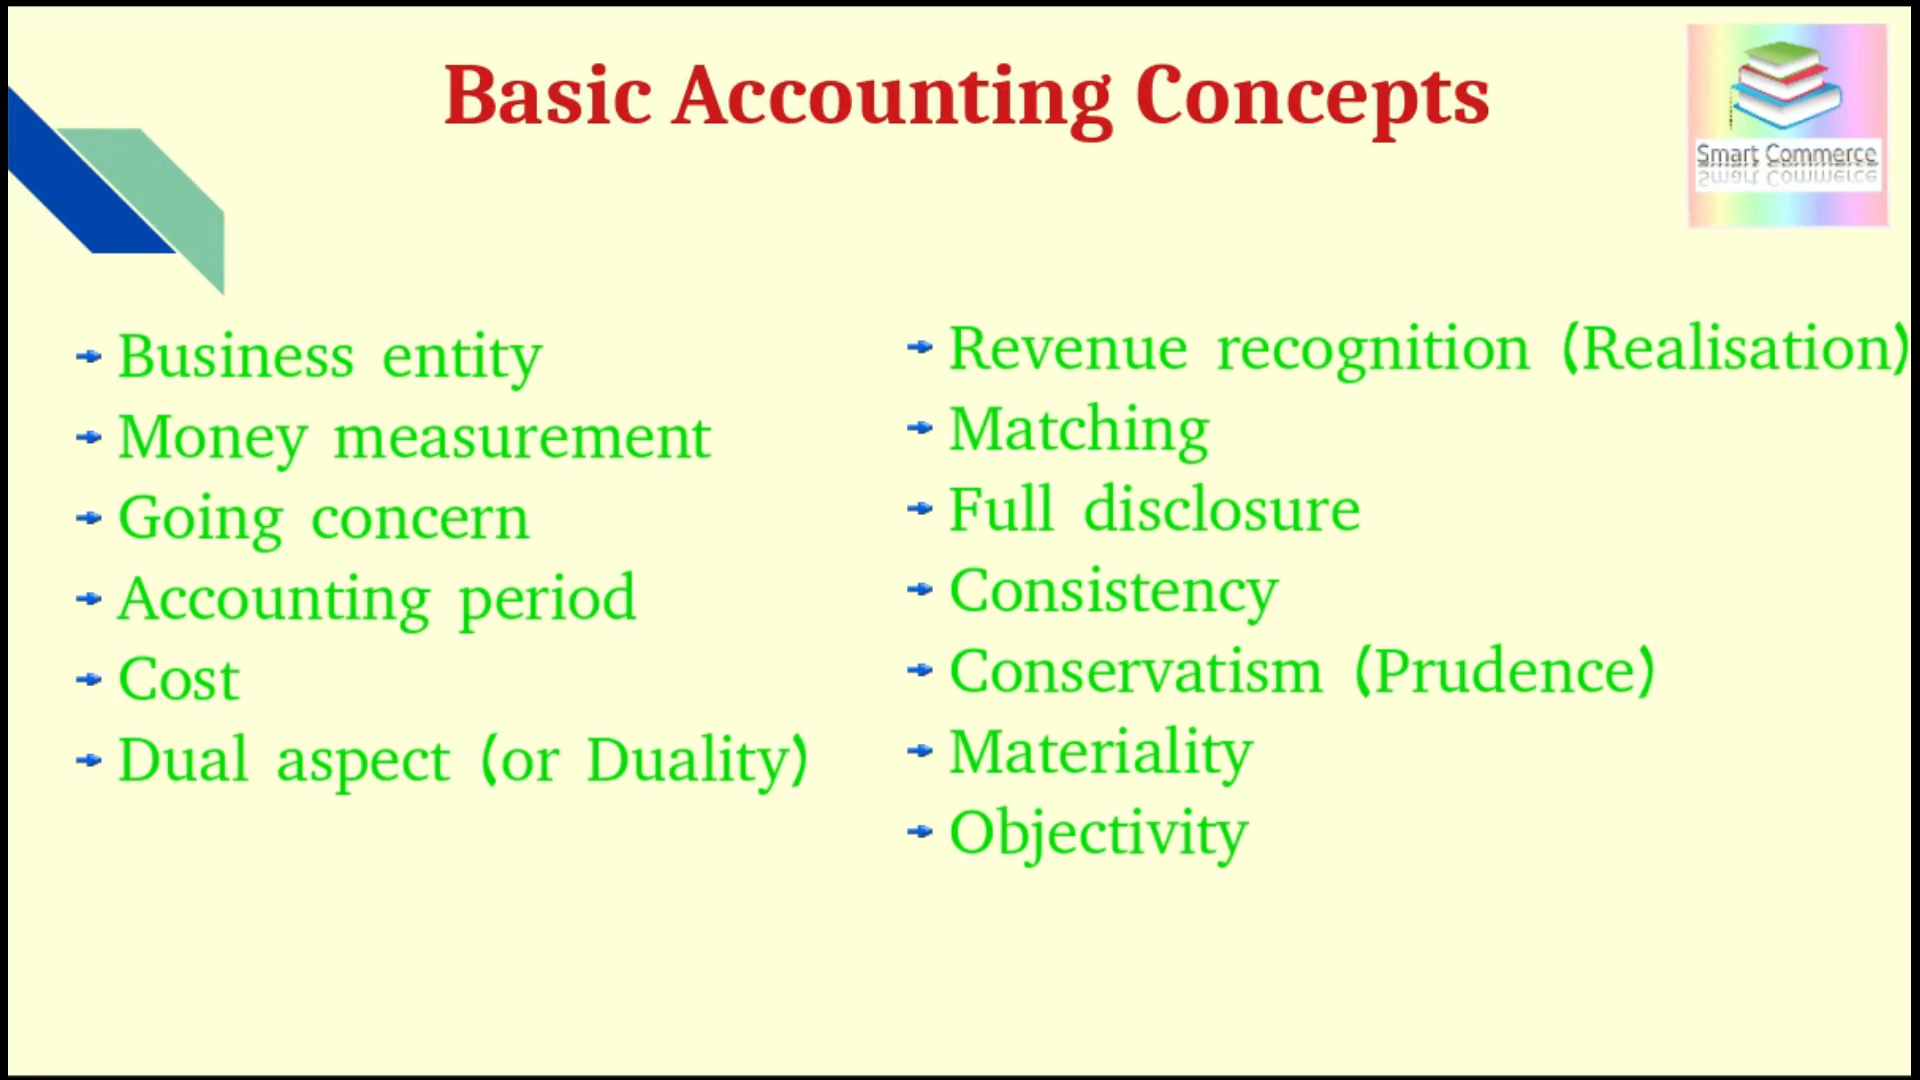 Basic Accounting Concepts
Smart Commerce
Business entity
Money measurement
Going concern
Accounting period
Cost
Dual aspect (or Duality)
Revenue recognition (Realisation)
Matching
Full disclosure
Consistency
Conservatism (Prudence)
Materiality
Objectivity